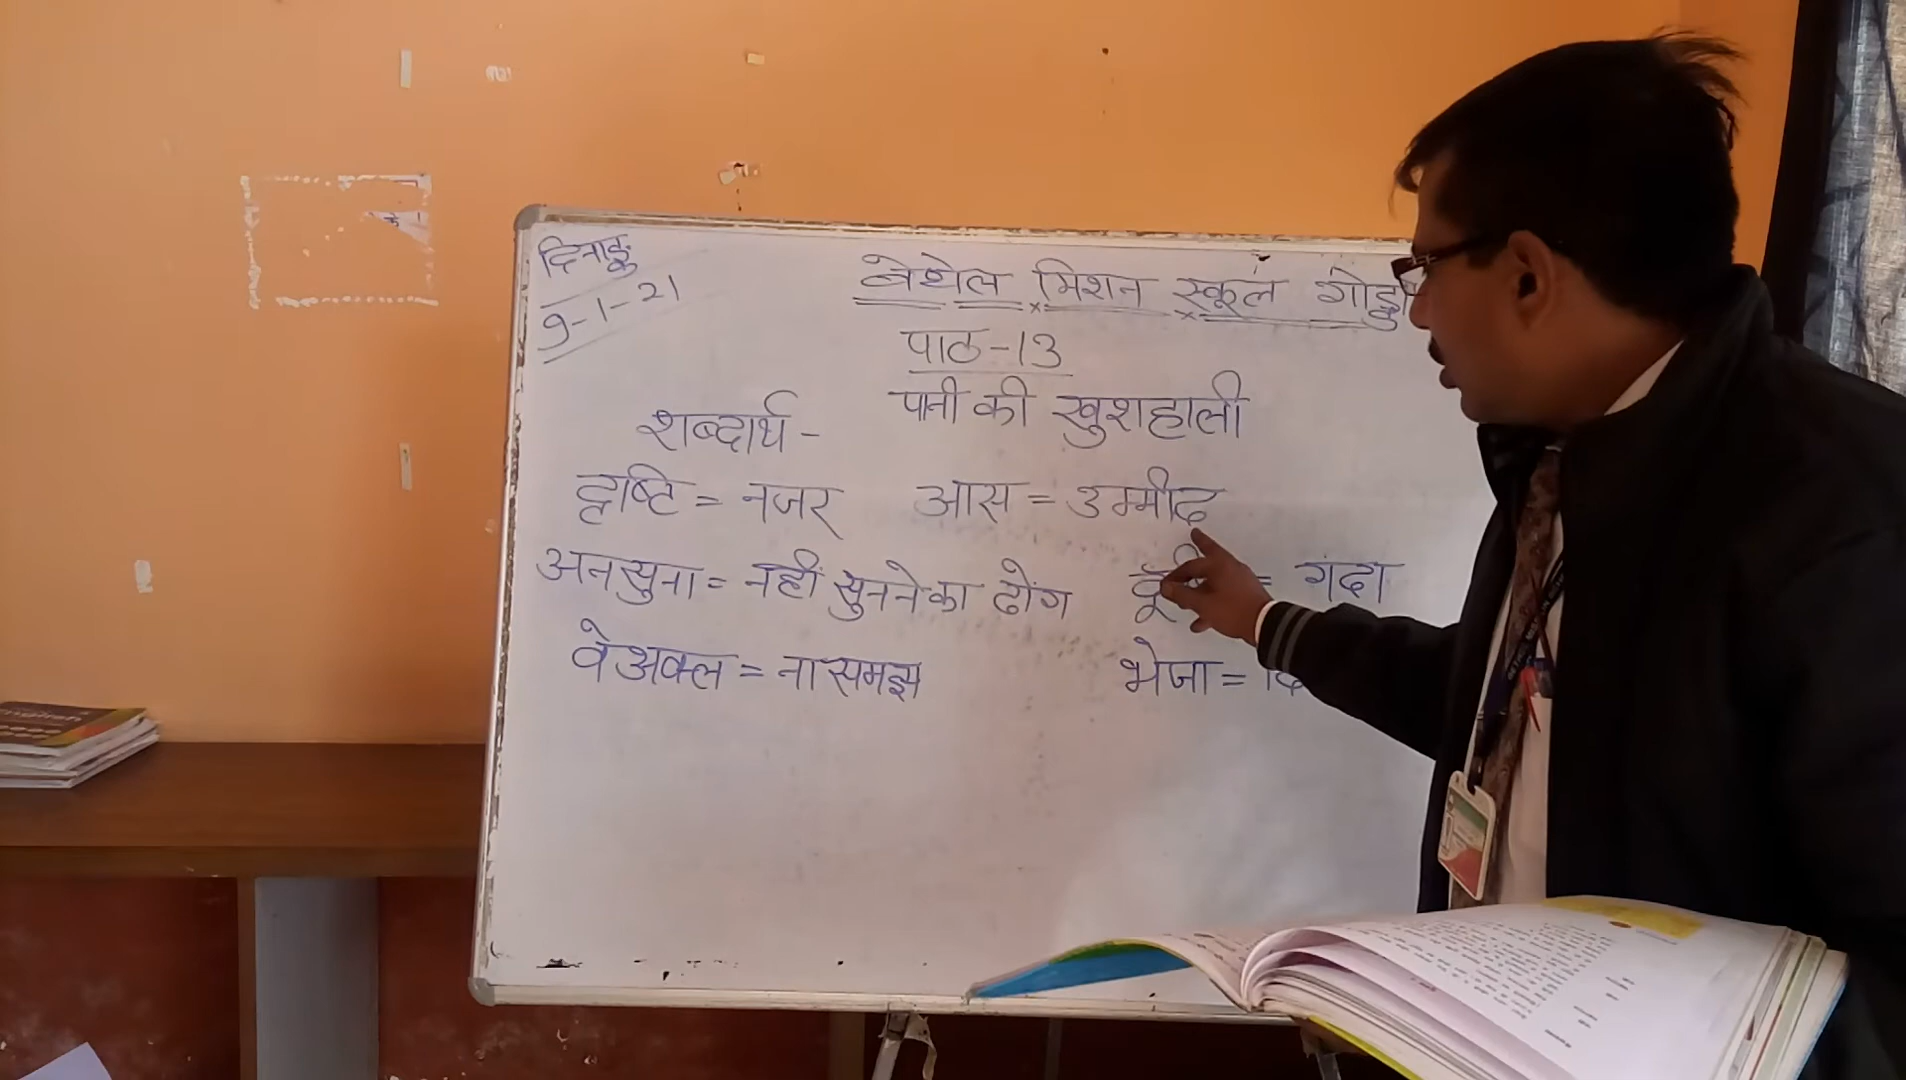 दिनाङ्क
9-1-21
बेथेल मिशन स्कूल गोड्डा
पाठ-13
पानी की खुशहाली
शब्दार्थ -
दृष्टि = नजर आस = उम्मीद
अनसुना = नहीं सुनने का ढोंग = गंदा
वेअक्ल = नासमझ भेजा =